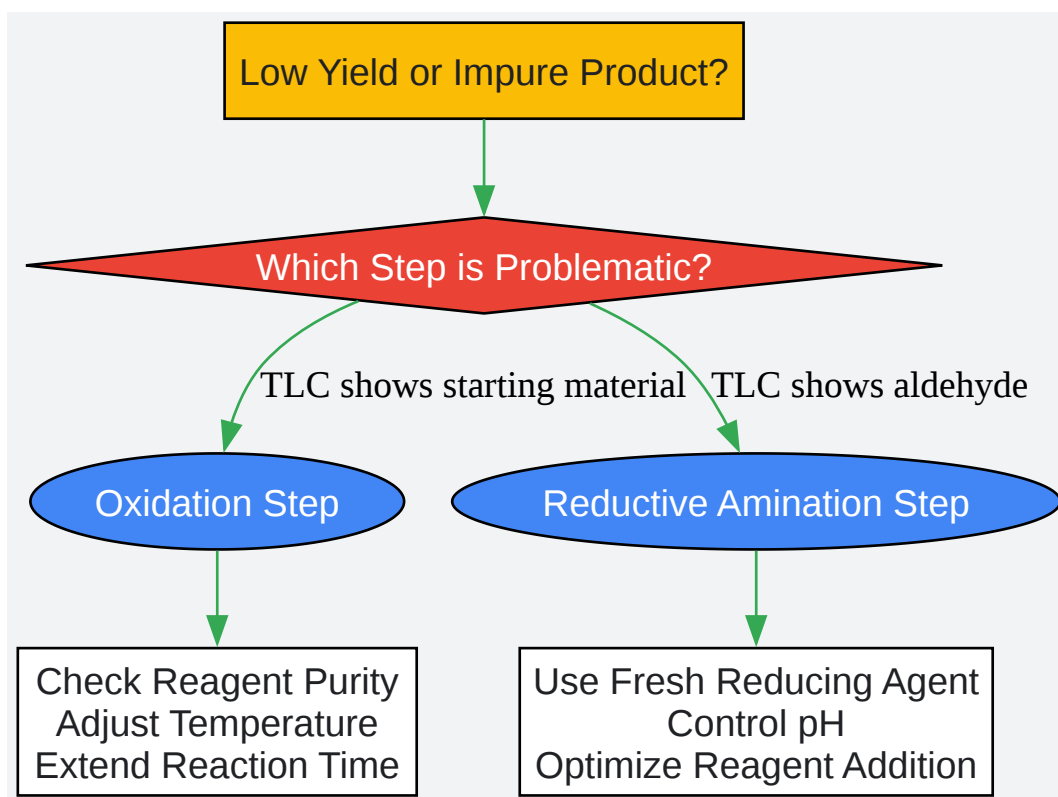 Low Yield or Impure Product?
Which Step is Problematic?
TLC shows starting material
TLC shows aldehyde
Oxidation Step
Reductive Amination Step
Check Reagent Purity
Adjust Temperature
Extend Reaction Time
Use Fresh Reducing Agent
Control pH
Optimize Reagent Addition